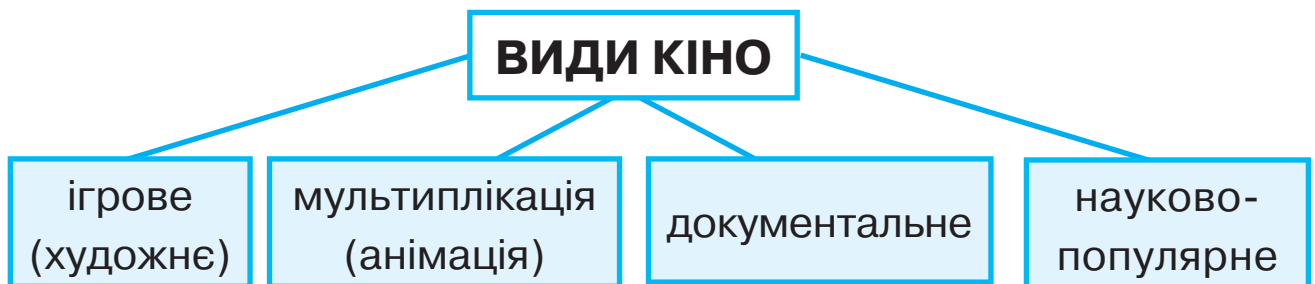 ВИДИ КІНО
ігрове
(художнє)
мультиплікація
(анімація)
документальне
науково-
популярне